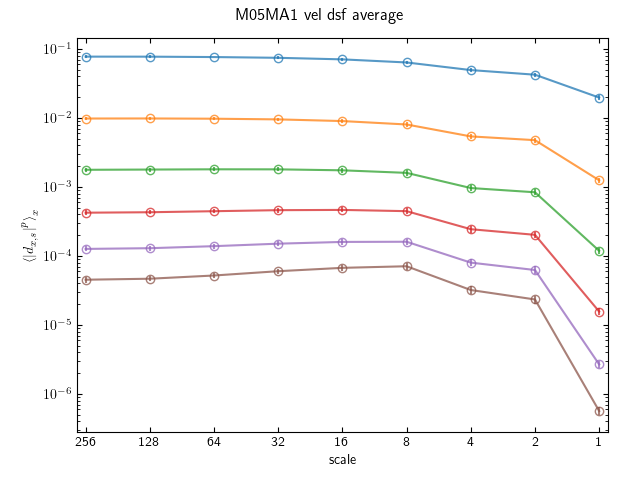 M05MA1 vel dsf average
10⁻¹
10⁻²
10⁻³
10⁻⁴
10⁻⁵
10⁻⁶
⟨|d_{x,s}|^p⟩_x
256 128 64 32 16 8 4 2 1
scale